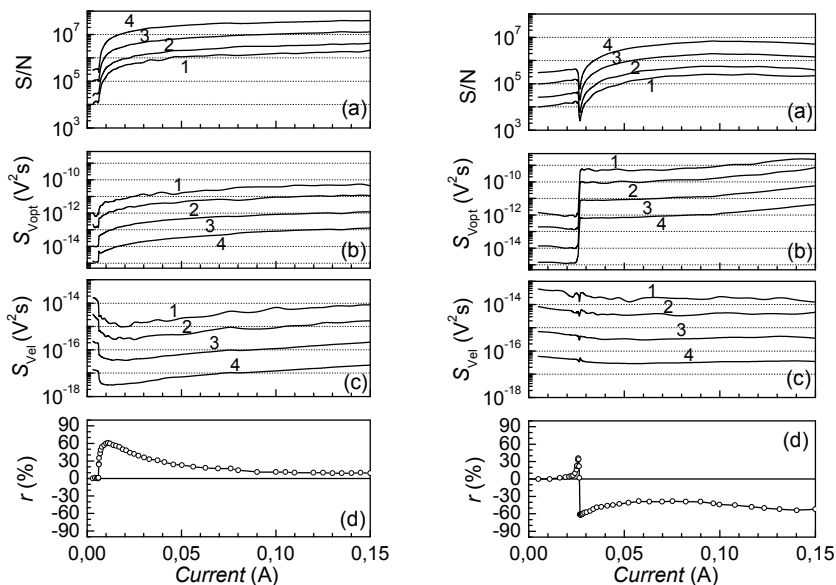 S/N
10^7
10^5
10^3
4
3
2
1
(a)
S_Vopt (V^2s)
10^-10
10^-12
10^-14
1
2
3
4
(b)
S_Vel (V^2s)
10^-14
10^-16
10^-18
1
2
3
4
(c)
r (%)
90
60
30
0
-30
-60
-90
(d)
0,00 0,05 0,10 0,15
Current (A)
S/N
10^7
10^5
10^3
4
3
2
1
(a)
S_Vopt (V^2s)
10^-10
10^-12
10^-14
1
2
3
4
(b)
S_Vel (V^2s)
10^-14
10^-16
10^-18
1
2
3
4
(c)
r (%)
90
60
30
0
-30
-60
-90
(d)
0,00 0,05 0,10 0,15
Current (A)